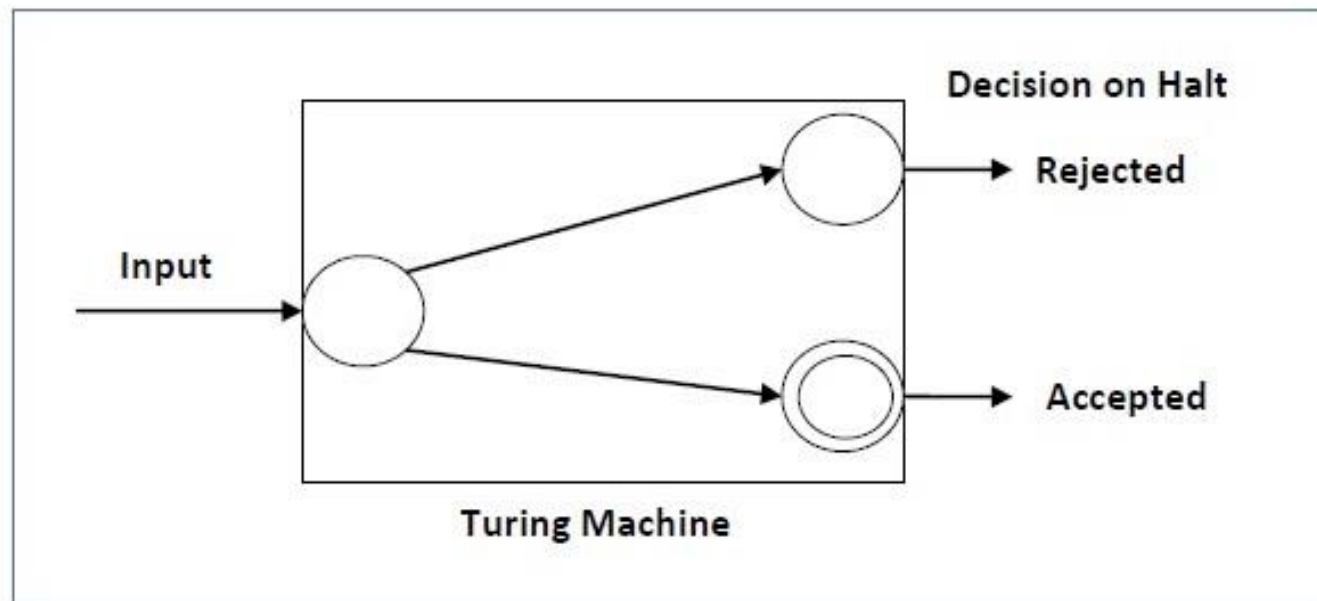 Decision on Halt
Rejected
Input
Accepted
Turing Machine